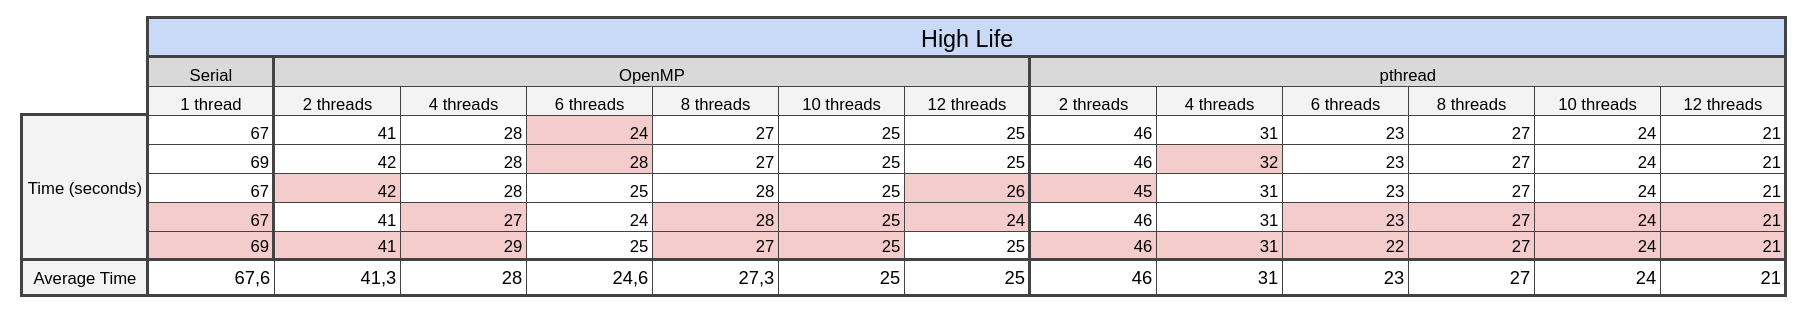 High Life
Serial OpenMP pthread
1 thread 2 threads 4 threads 6 threads 8 threads 10 threads 12 threads 2 threads 4 threads 6 threads 8 threads 10 threads 12 threads
67 41 28 24 27 25 25 46 31 23 27 24 21
69 42 28 28 27 25 25 46 32 23 27 24 21
Time (seconds) 67 42 28 25 28 25 26 45 31 23 27 24 21
67 41 27 24 28 25 24 46 31 23 27 24 21
69 41 29 25 27 25 25 46 31 22 27 24 21
Average Time 67,6 41,3 28 24,6 27,3 25 25 46 31 23 27 24 21